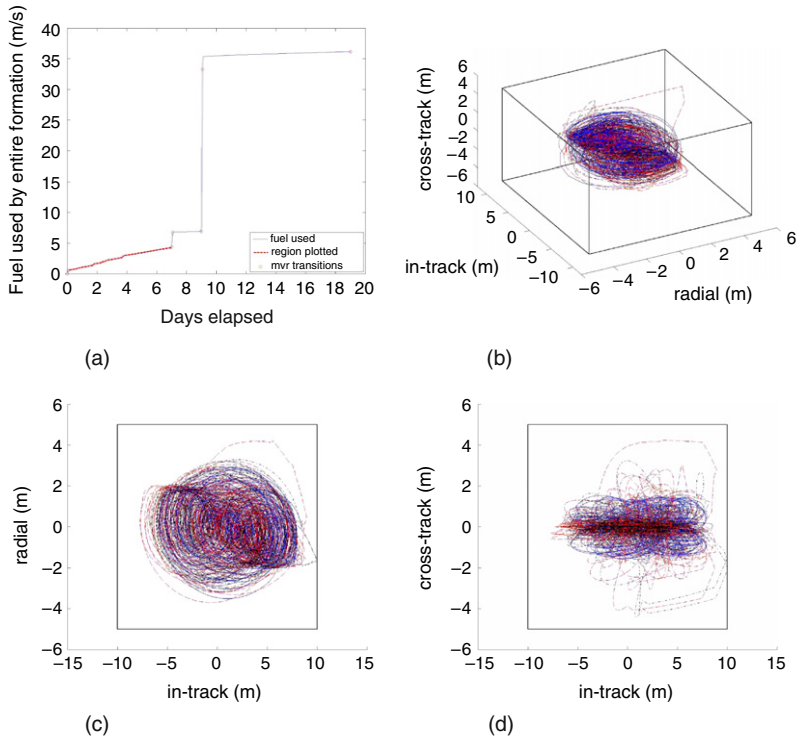 Fuel used by entire formation (m/s)
40
35
30
25
20
15
10
5
0
0 2 4 6 8 10 12 14 16 18 20
Days elapsed
fuel used
region plotted
mvr transitions
(a)
cross-track (m)
6
4
2
0
−2
−4
−6
10
5
0
−5
−10
in-track (m)
−6 −4 −2 0 2 4 6
radial (m)
(b)
radial (m)
6
4
2
0
−2
−4
−6
−15 −10 −5 0 5 10 15
in-track (m)
(c)
cross-track (m)
6
4
2
0
−2
−4
−6
−15 −10 −5 0 5 10 15
in-track (m)
(d)